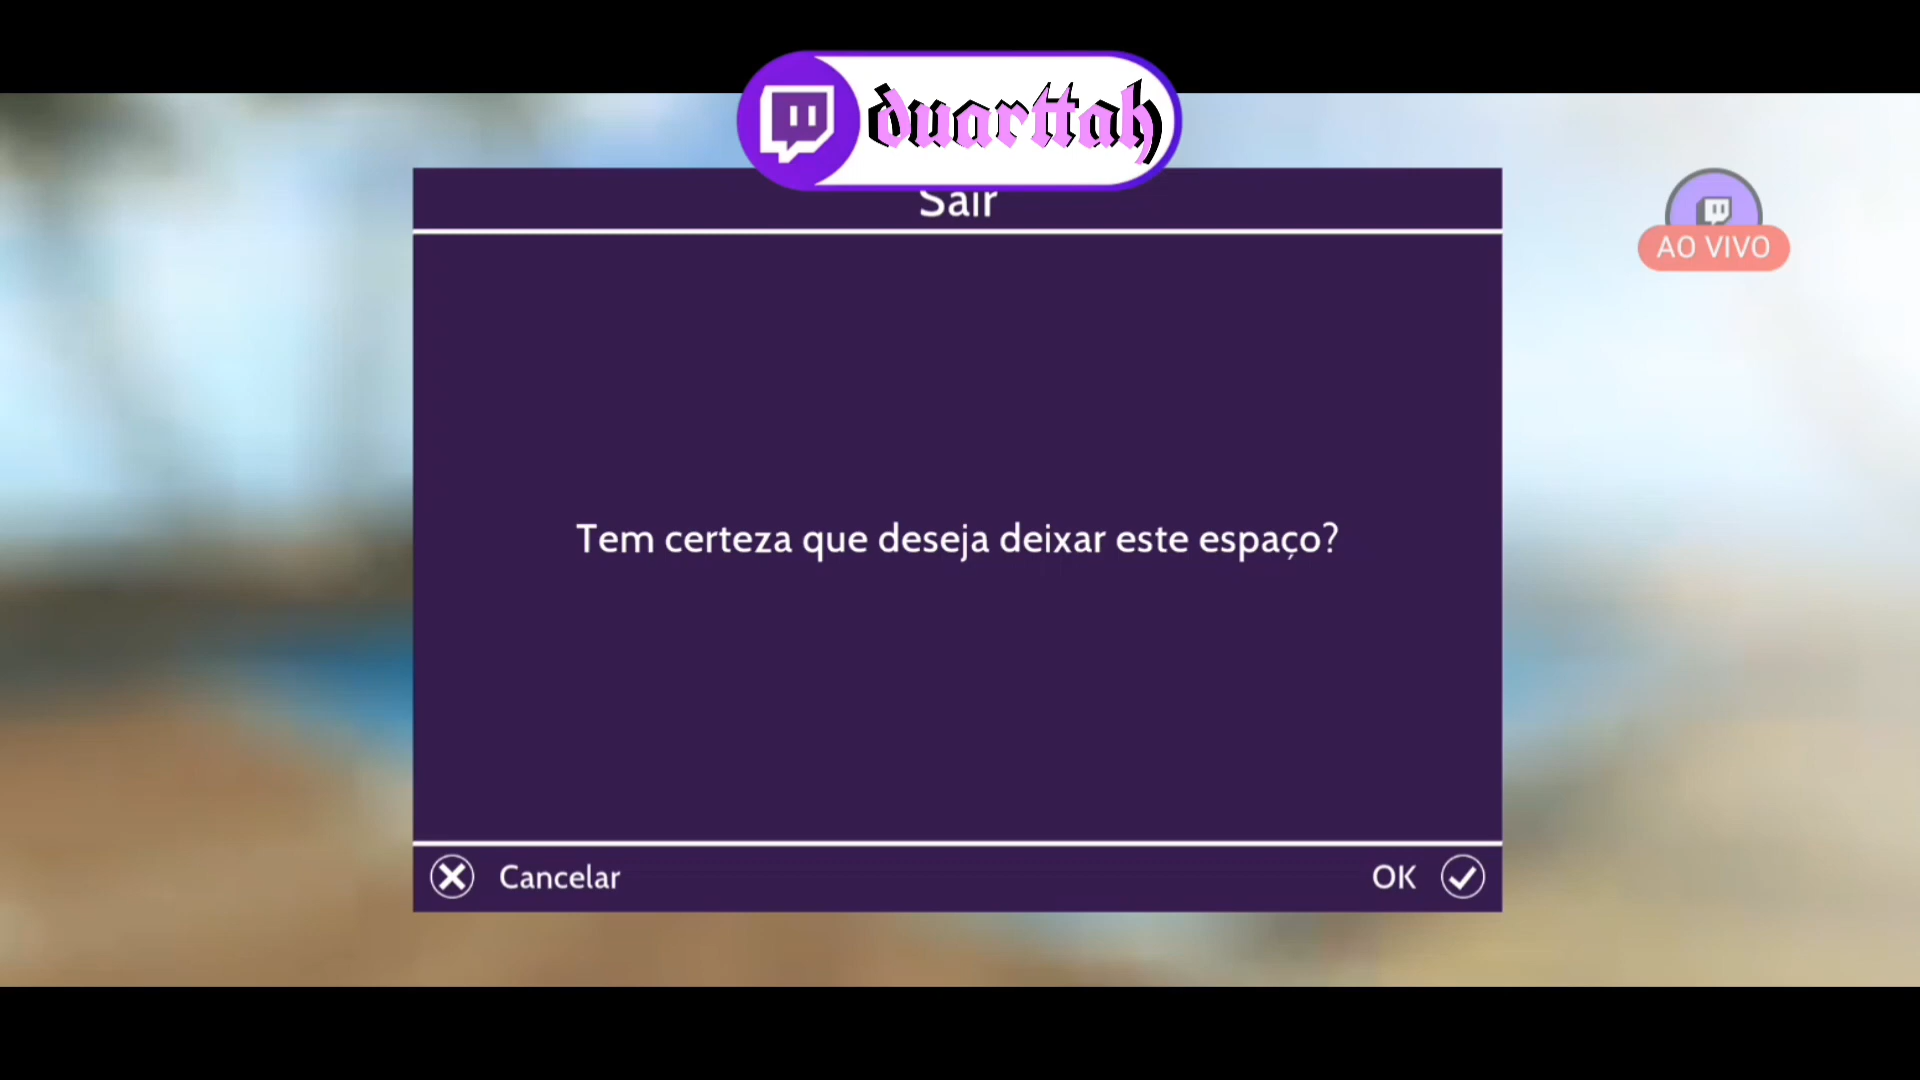 duarttah
Sair
AO VIVO
Tem certeza que deseja deixar este espaço?
Cancelar
OK